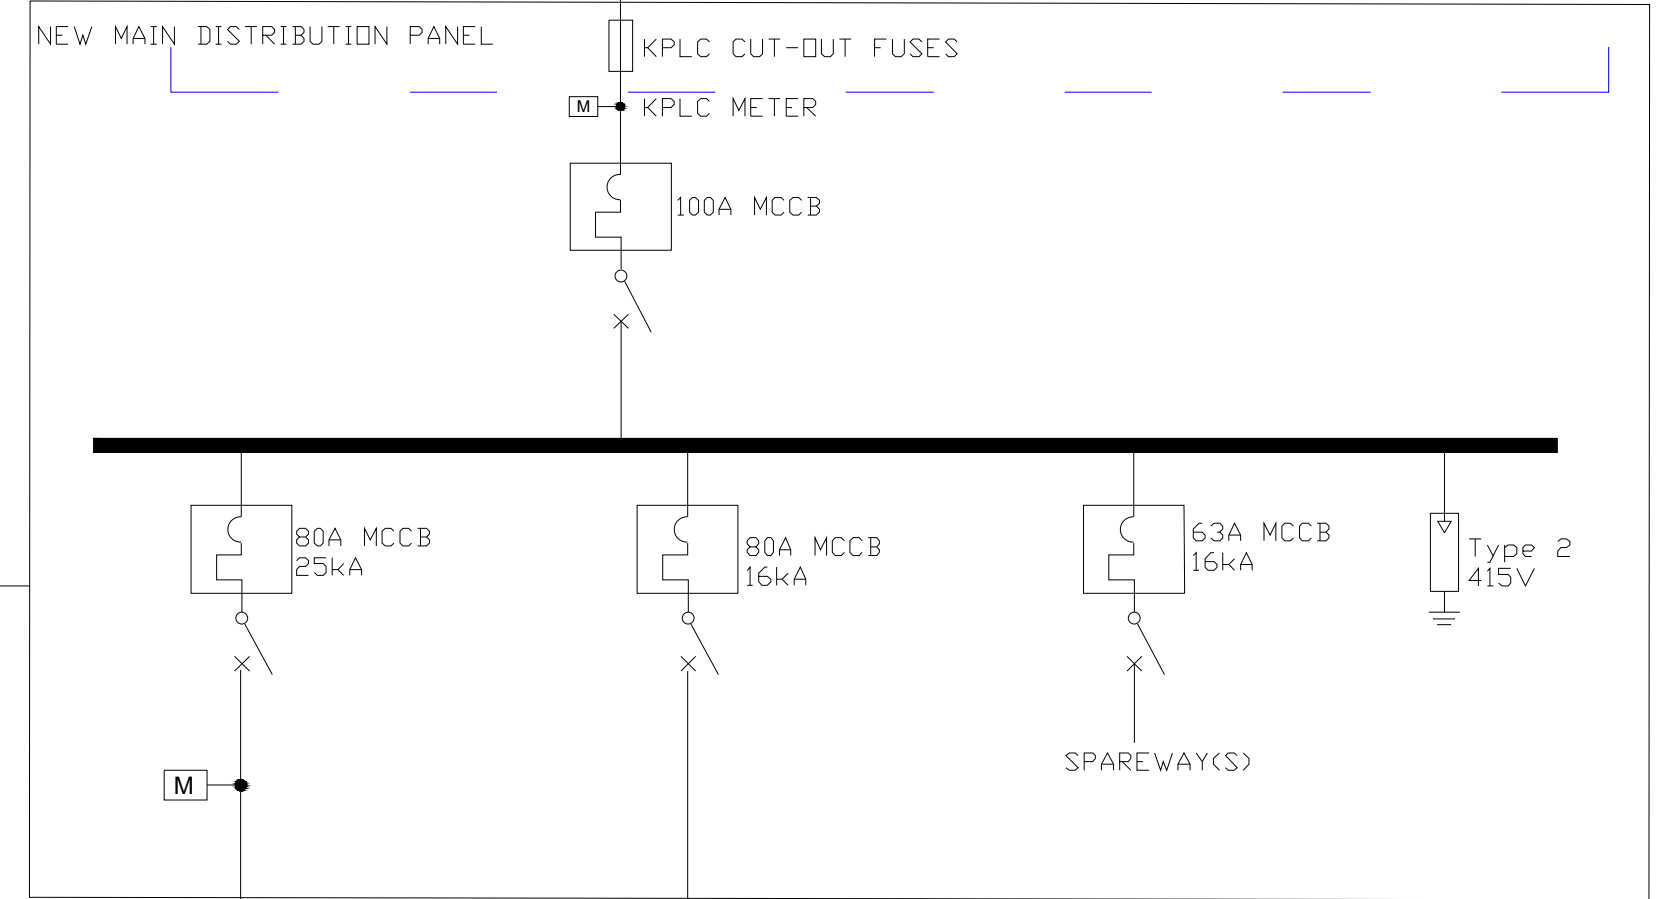 NEW MAIN DISTRIBUTION PANEL
KPLC CUT-OUT FUSES
M
KPLC METER
100A MCCB
80A MCCB
25kA
80A MCCB
16kA
63A MCCB
16kA
Type 2
415V
SPAREWAY(S)
M